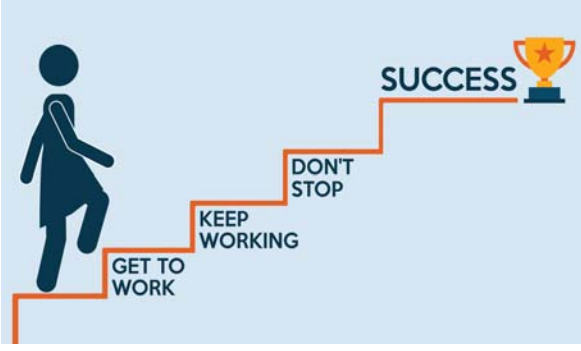 SUCCESS
DON'T
STOP
KEEP
WORKING
GET TO
WORK